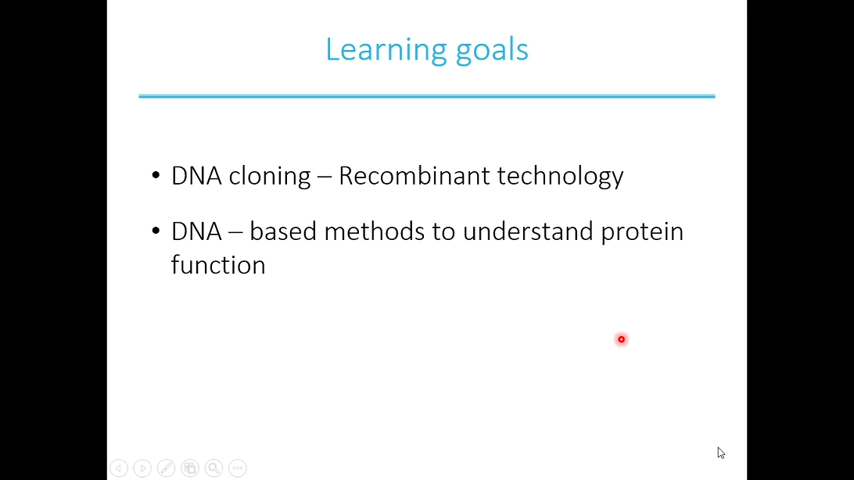 Learning goals
• DNA cloning – Recombinant technology
• DNA – based methods to understand protein
function